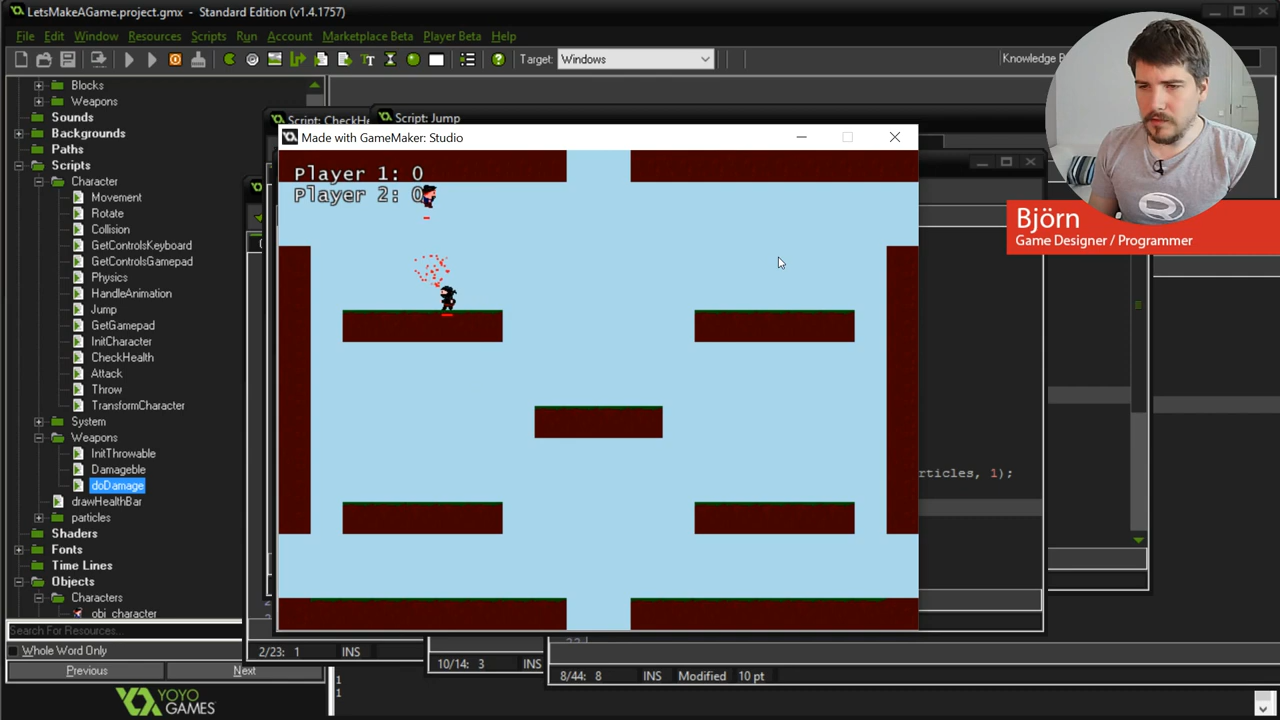 LetsMakeAGame.project.gmx - Standard Edition (v1.4.1757)
File Edit Window Resources Scripts Run Account Marketplace Beta Player Beta Help
Target: Windows
Knowledge
Blocks
Weapons
Sounds
Backgrounds
Paths
Scripts
Character
Movement
Rotate
Collision
GetControlsKeyboard
GetControlsGamepad
Physics
HandleAnimation
Jump
GetGamepad
InitCharacter
CheckHealth
Attack
Throw
TransformCharacter
System
Weapons
InitThrowable
Damageble
doDamage
drawHealthBar
particles
Shaders
Fonts
Time Lines
Objects
Characters
obj_character
Search For Resources...
Whole Word Only
Previous Next
YOYO
GAMES
Script: CheckHe
Script: Jump
Made with GameMaker: Studio
Player 1: 0
Player 2: 0
articles, 1);
2/23: 1 INS
10/14: 3 INS
8/44: 8 INS Modified 10 pt
1
1
Björn
Game Designer / Programmer